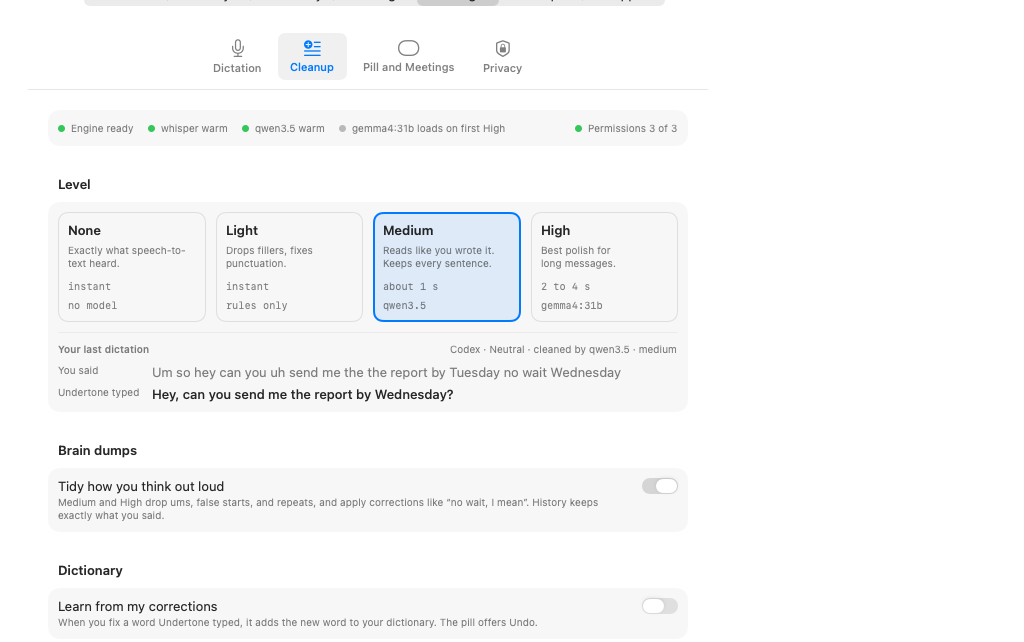 Dictation
Cleanup
Pill and Meetings
Privacy
Engine ready
whisper warm
qwen3.5 warm
gemma4:31b loads on first High
Permissions 3 of 3
Level
None
Exactly what speech-to-
text heard.
instant
no model
Light
Drops fillers, fixes
punctuation.
instant
rules only
Medium
Reads like you wrote it.
Keeps every sentence.
about 1 s
qwen3.5
High
Best polish for
long messages.
2 to 4 s
gemma4:31b
Your last dictation
Codex · Neutral · cleaned by qwen3.5 · medium
You said
Um so hey can you uh send me the the report by Tuesday no wait Wednesday
Undertone typed
Hey, can you send me the report by Wednesday?
Brain dumps
Tidy how you think out loud
Medium and High drop ums, false starts, and repeats, and apply corrections like “no wait, I mean”. History keeps
exactly what you said.
Dictionary
Learn from my corrections
When you fix a word Undertone typed, it adds the new word to your dictionary. The pill offers Undo.